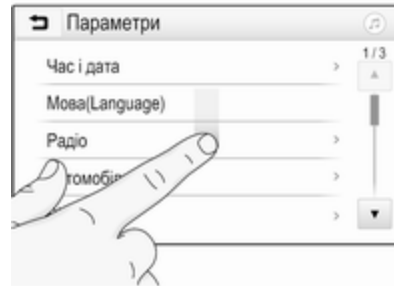 Параметри
1/3
Час і дата
Мова(Language)
Радіо